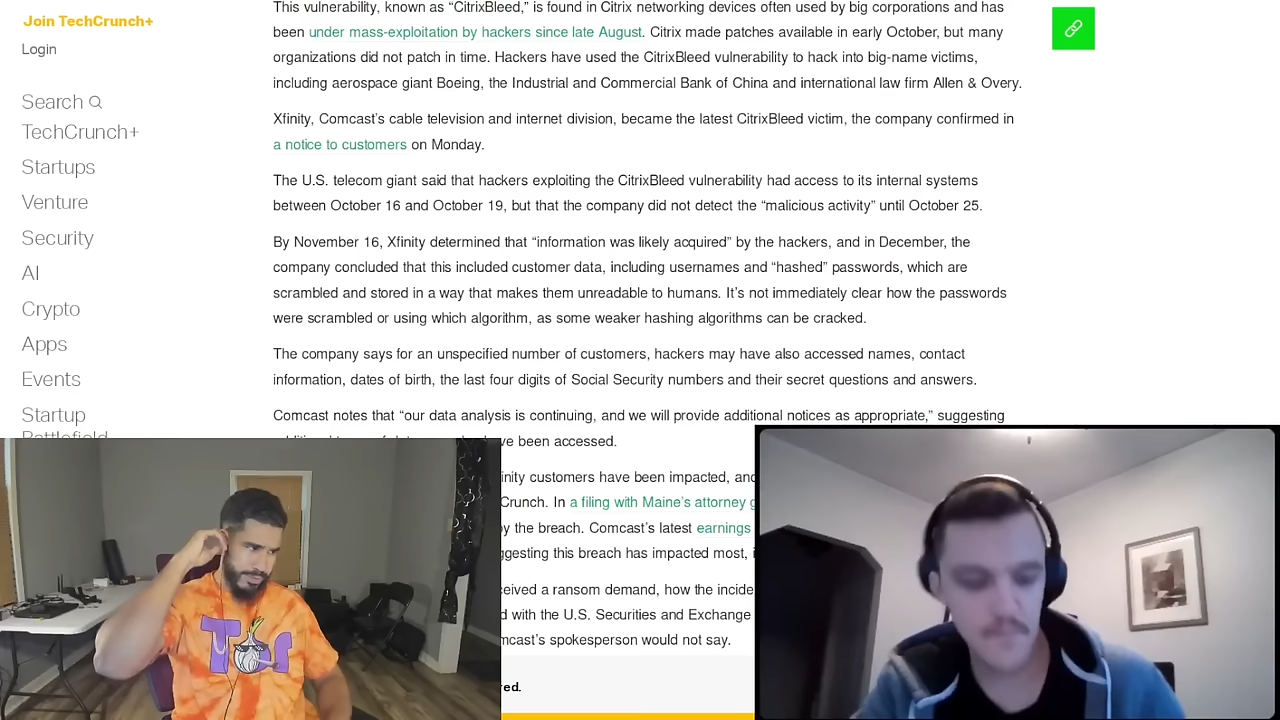 Join TechCrunch+
Login
Search
TechCrunch+
Startups
Venture
Security
AI
Crypto
Apps
Events
Startup
This vulnerability, known as “CitrixBleed,” is found in Citrix networking devices often used by big corporations and has
been under mass-exploitation by hackers since late August. Citrix made patches available in early October, but many
organizations did not patch in time. Hackers have used the CitrixBleed vulnerability to hack into big-name victims,
including aerospace giant Boeing, the Industrial and Commercial Bank of China and international law firm Allen & Overy.
Xfinity, Comcast’s cable television and internet division, became the latest CitrixBleed victim, the company confirmed in
a notice to customers on Monday.
The U.S. telecom giant said that hackers exploiting the CitrixBleed vulnerability had access to its internal systems
between October 16 and October 19, but that the company did not detect the “malicious activity” until October 25.
By November 16, Xfinity determined that “information was likely acquired” by the hackers, and in December, the
company concluded that this included customer data, including usernames and “hashed” passwords, which are
scrambled and stored in a way that makes them unreadable to humans. It’s not immediately clear how the passwords
were scrambled or using which algorithm, as some weaker hashing algorithms can be cracked.
The company says for an unspecified number of customers, hackers may have also accessed names, contact
information, dates of birth, the last four digits of Social Security numbers and their secret questions and answers.
Comcast notes that “our data analysis is continuing, and we will provide additional notices as appropriate,” suggesting
have been accessed.
customers have been impacted, and
In a filing with Maine’s attorney
by the breach. Comcast’s latest earnings
this breach has impacted most,
a ransom demand, how the
with the U.S. Securities and Exchange
spokesperson would not say.